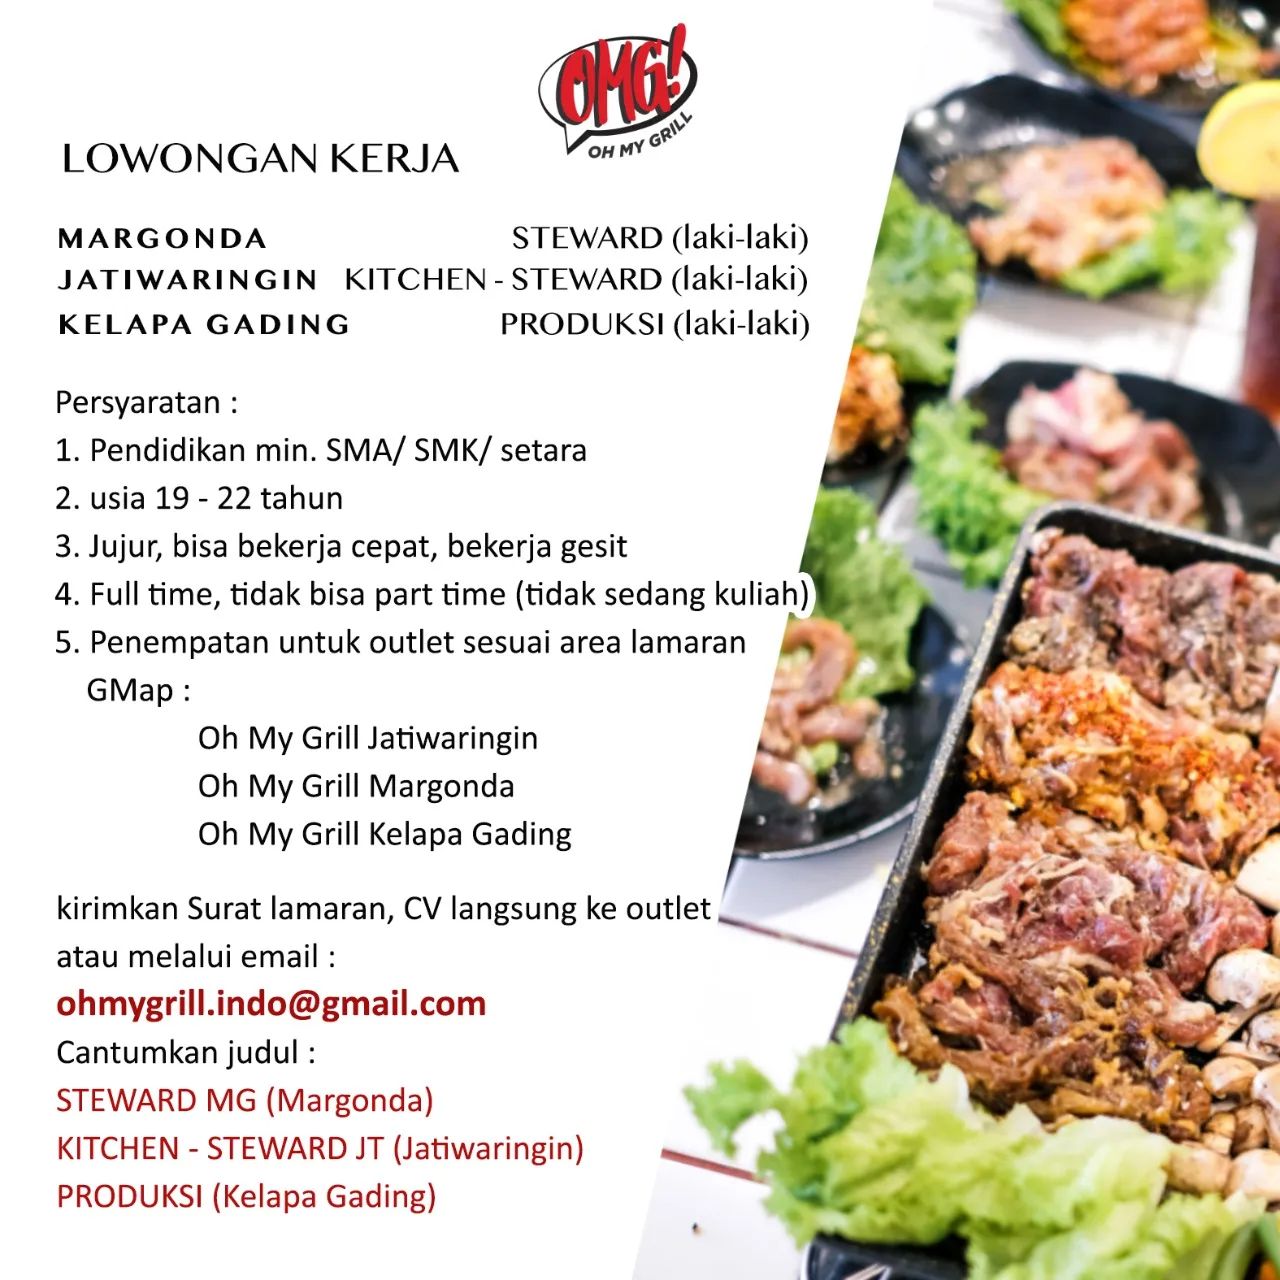 OMG!
OH MY GRILL
LOWONGAN KERJA
MARGONDA STEWARD (laki-laki)
JATIWARINGIN KITCHEN - STEWARD (laki-laki)
KELAPA GADING PRODUKSI (laki-laki)
Persyaratan :
1. Pendidikan min. SMA/ SMK/ setara
2. usia 19 - 22 tahun
3. Jujur, bisa bekerja cepat, bekerja gesit
4. Full time, tidak bisa part time (tidak sedang kuliah)
5. Penempatan untuk outlet sesuai area lamaran
GMap :
Oh My Grill Jatiwaringin
Oh My Grill Margonda
Oh My Grill Kelapa Gading
kirimkan Surat lamaran, CV langsung ke outlet
atau melalui email :
ohmygrill.indo@gmail.com
Cantumkan judul :
STEWARD MG (Margonda)
KITCHEN - STEWARD JT (Jatiwaringin)
PRODUKSI (Kelapa Gading)